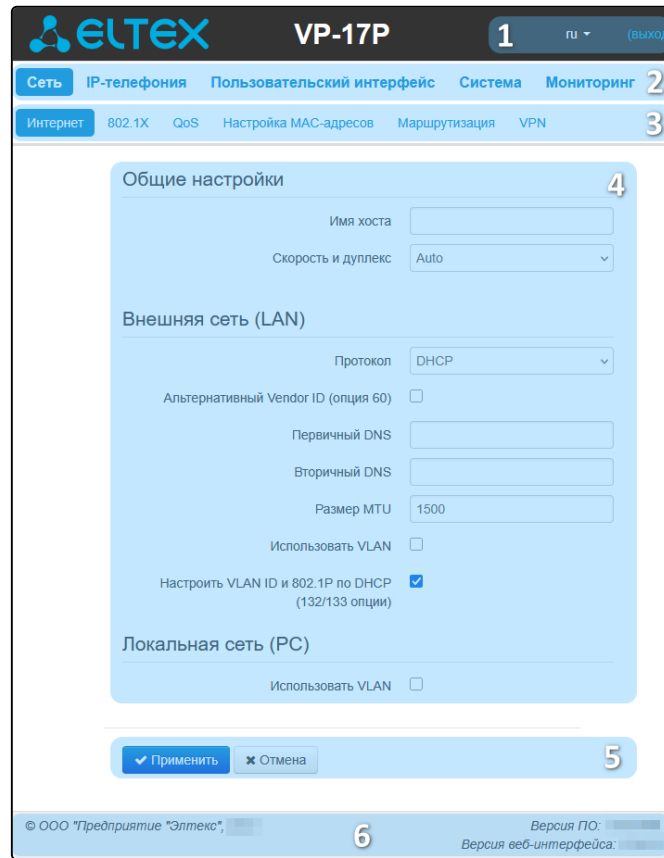 ELTEX VP-17P 1 ru (выход
Сеть IP-телефония Пользовательский интерфейс Система Мониторинг 2
Интернет 802.1X QoS Настройка MAC-адресов Маршрутизация VPN 3
Общие настройки 4
Имя хоста
Скорость и дуплекс Auto
Внешняя сеть (LAN)
Протокол DHCP
Альтернативный Vendor ID (опция 60)
Первичный DNS
Вторичный DNS
Размер MTU 1500
Использовать VLAN
Настроить VLAN ID и 802.1P по DHCP
(132/133 опции)
Локальная сеть (PC)
Использовать VLAN
Применить Отмена 5
© ООО "Предприятие "Элтекс", 6 Версия ПО:
Версия веб-интерфейса: